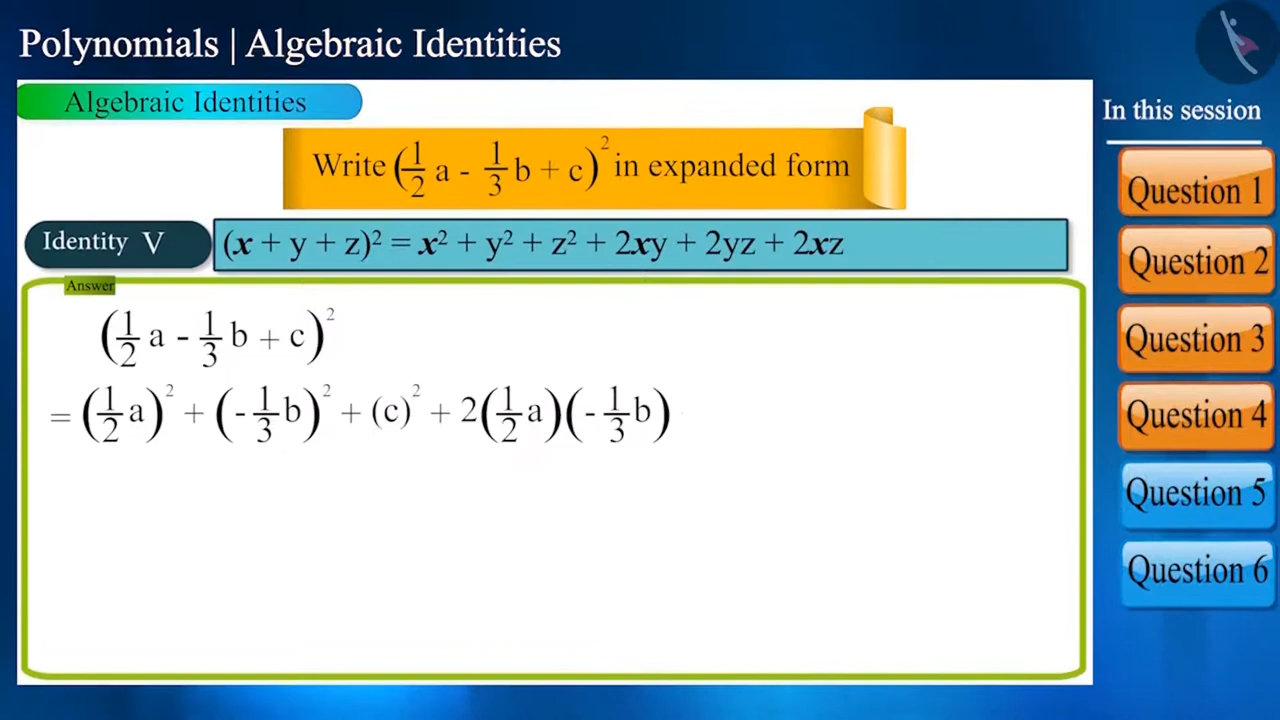 Polynomials | Algebraic Identities
Algebraic Identities
Write (1/2 a - 1/3 b + c)² in expanded form
Identity V
(x + y + z)² = x² + y² + z² + 2xy + 2yz + 2xz
Answer
(1/2 a - 1/3 b + c)²
= (1/2 a)² + (-1/3 b)² + (c)² + 2(1/2 a)(-1/3 b)
In this session
Question 1
Question 2
Question 3
Question 4
Question 5
Question 6